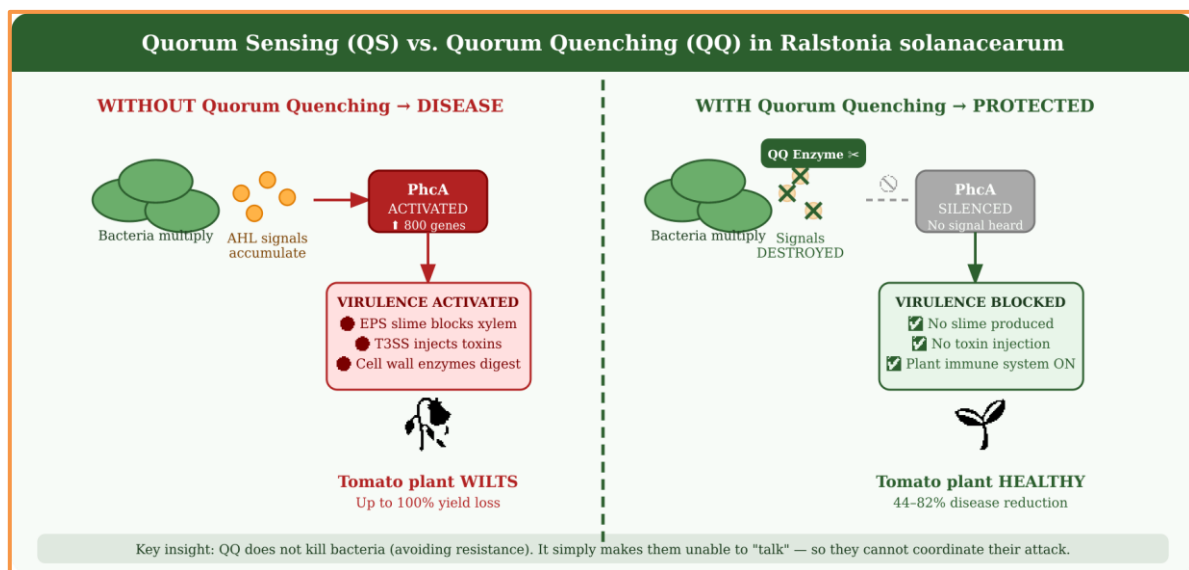 Quorum Sensing (QS) vs. Quorum Quenching (QQ) in Ralstonia solanacearum
WITHOUT Quorum Quenching → DISEASE
Bacteria multiply
AHL signals
accumulate
PhcA
ACTIVATED
⬆ 800 genes
VIRULENCE ACTIVATED
EPS slime blocks xylem
T3SS injects toxins
Cell wall enzymes digest
Tomato plant WILTS
Up to 100% yield loss
WITH Quorum Quenching → PROTECTED
QQ Enzyme ✂
Bacteria multiply
Signals
DESTROYED
PhcA
SILENCED
No signal heard
VIRULENCE BLOCKED
✅ No slime produced
✅ No toxin injection
✅ Plant immune system ON
Tomato plant HEALTHY
44–82% disease reduction
Key insight: QQ does not kill bacteria (avoiding resistance). It simply makes them unable to "talk" — so they cannot coordinate their attack.